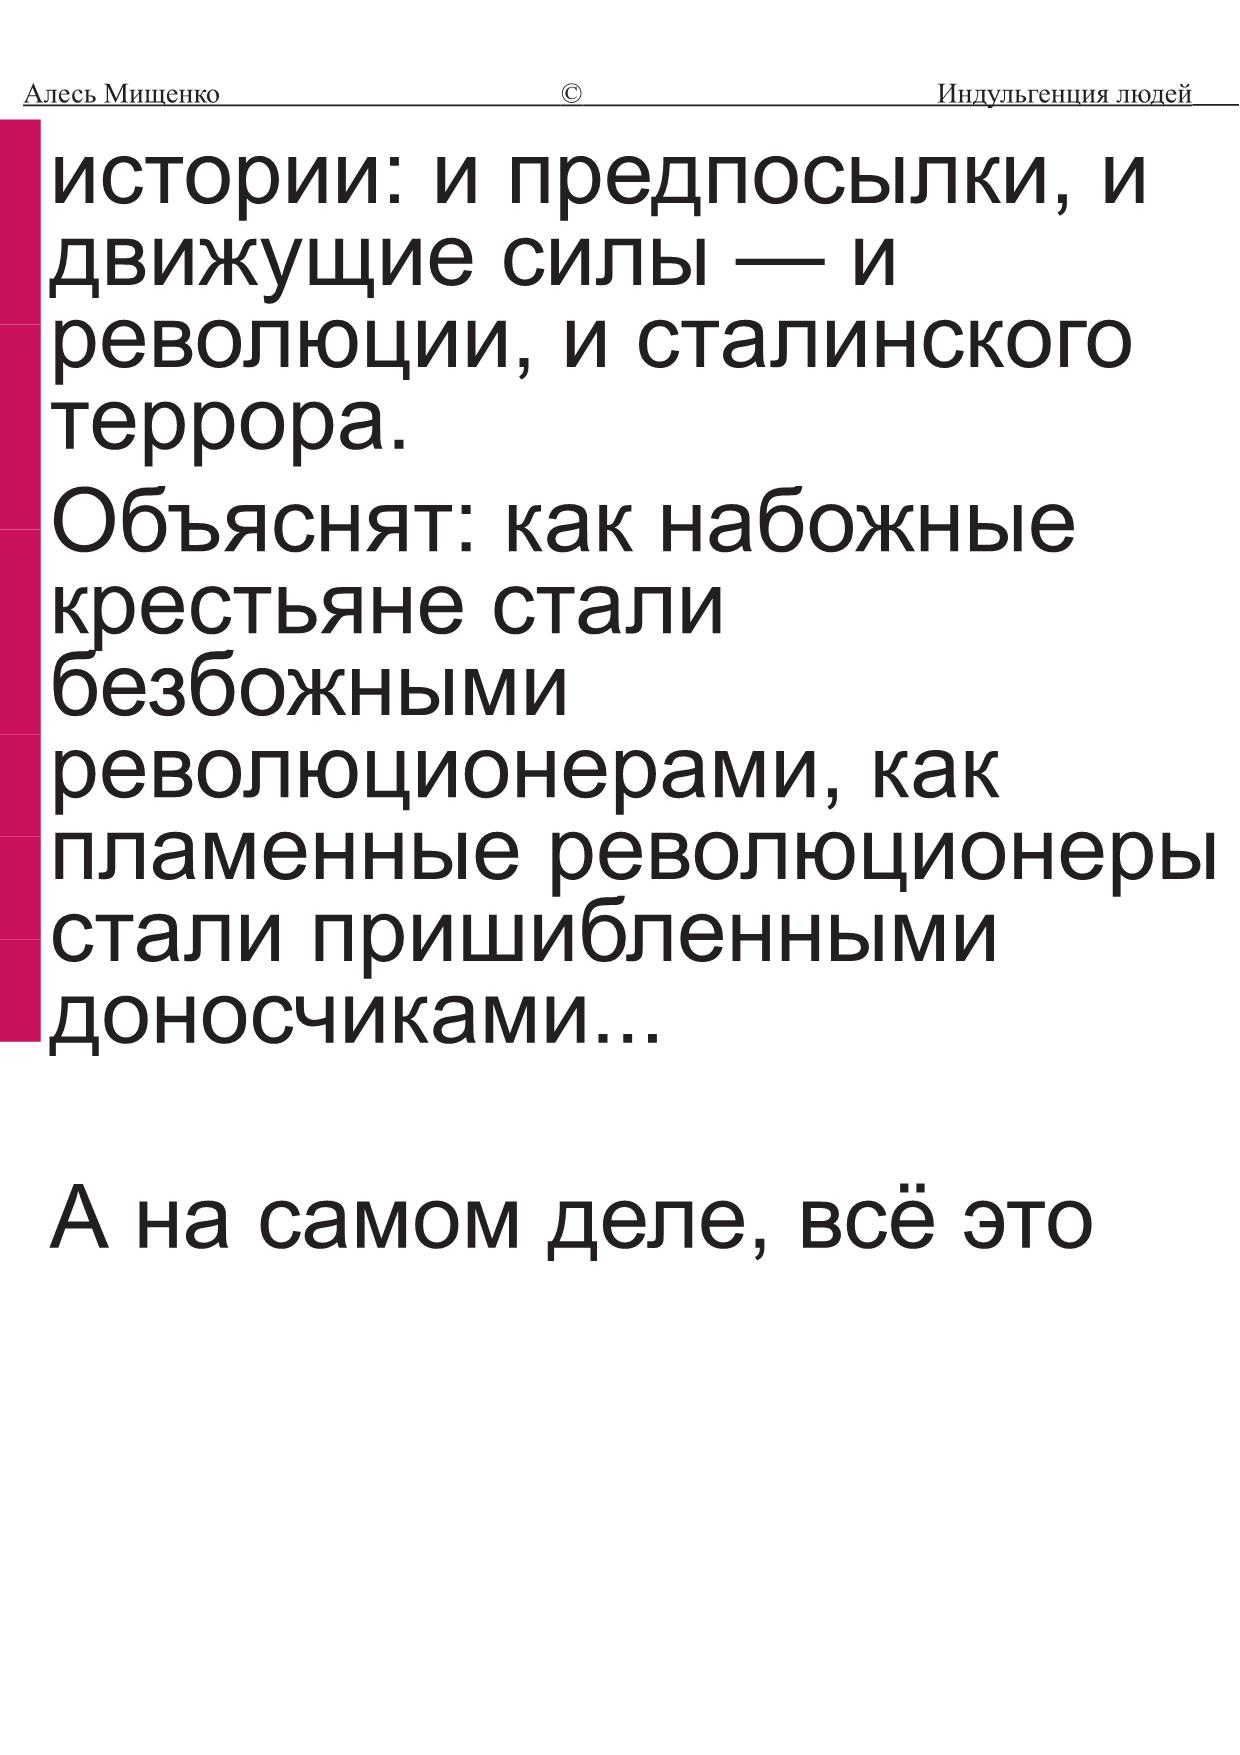 Алесь Мищенко © Индульгенция людей
истории: и предпосылки, и
движущие силы — и
революции, и сталинского
террора.
Объяснят: как набожные
крестьяне стали
безбожными
революционерами, как
пламенные революционеры
стали пришибленными
доносчиками...
А на самом деле, всё это